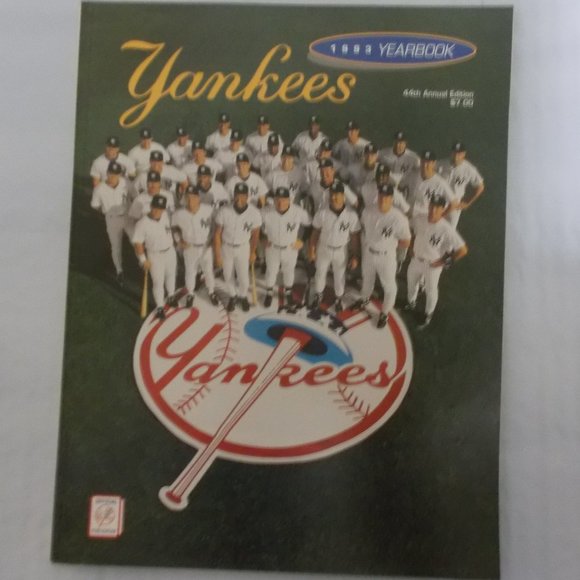 Yankees
1993 YEARBOOK
44th Annual Edition
$7.00
Yankees